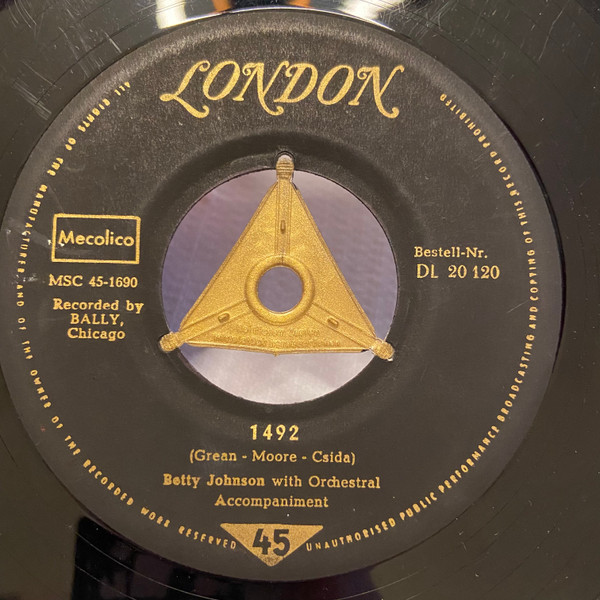 LONDON
ALL RIGHTS OF THE MANUFACTURER AND OF THE OWNER OF THE RECORDED WORK RESERVED
UNAUTHORISED PUBLIC PERFORMANCE BROADCASTING AND COPYING OF THIS RECORD PROHIBITED
Mecolico
MSC 45-1690
Recorded by
BALLY,
Chicago
Bestell-Nr.
DL 20 120
1492
(Grean - Moore - Csida)
Betty Johnson with Orchestral
Accompaniment
45